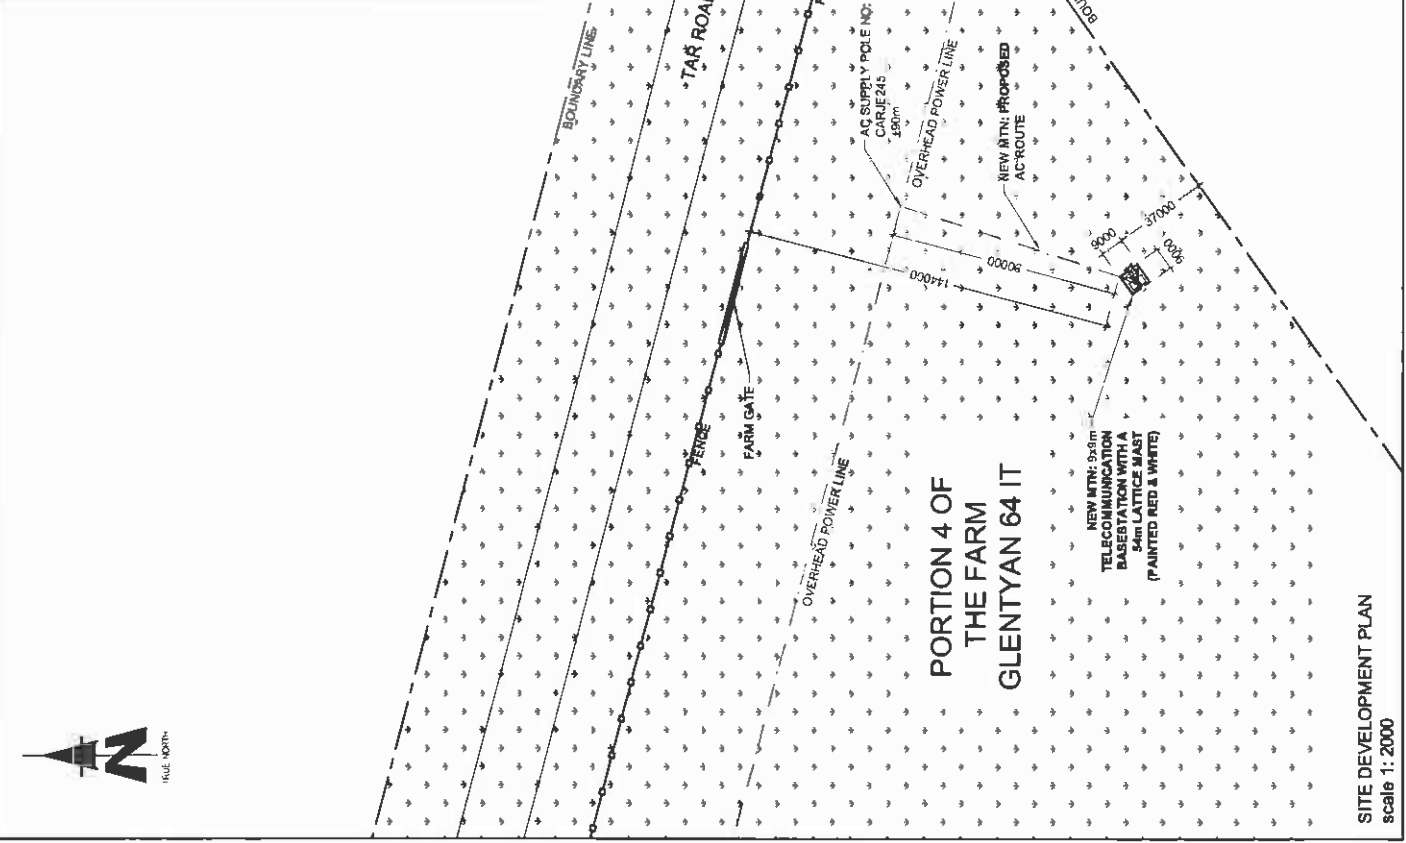 BOUNDARY LINE
TAR ROAD
FENCE
FARM GATE
AC SUPPLY POLE NO:
CARJE245
±90m
OVERHEAD POWER LINE
NEW MTN: PROPOSED
AC ROUTE
BOU
144000
90000
9000
37000
9000
OVERHEAD POWER LINE
NEW MTN: 9x9m
TELECOMMUNICATION
BASESTATION WITH A
54m LATTICE MAST
(PAINTED RED & WHITE)
PORTION 4 OF
THE FARM
GLENTYAN 64 IT
N
TRUE NORTH
SITE DEVELOPMENT PLAN
scale 1: 2000